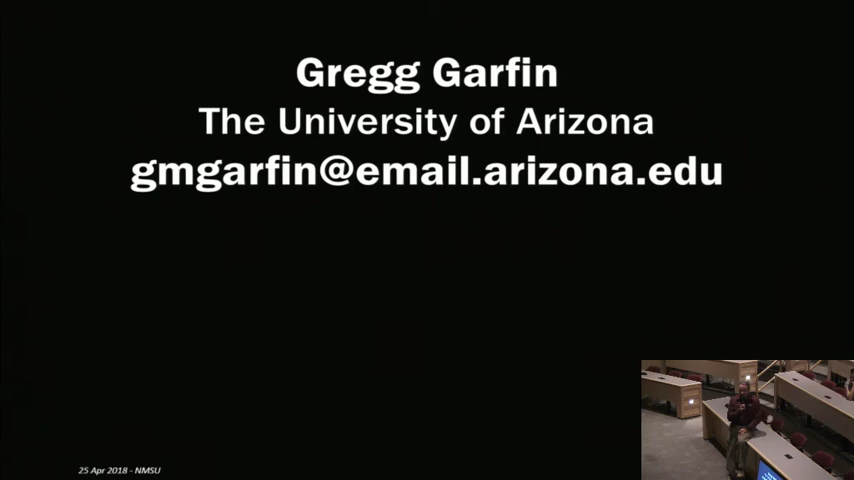 Gregg Garfin
The University of Arizona
gmgarfin@email.arizona.edu
25 Apr 2018 - NMSU